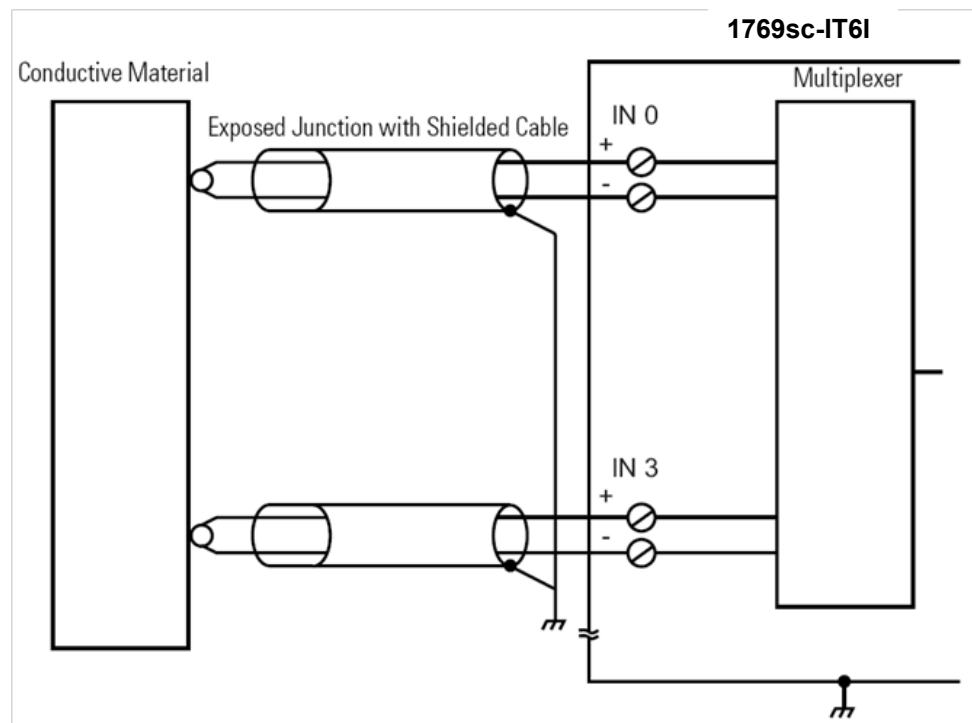 1769sc-IT6I
Conductive Material
Multiplexer
Exposed Junction with Shielded Cable
IN 0
+
-
IN 3
+
-